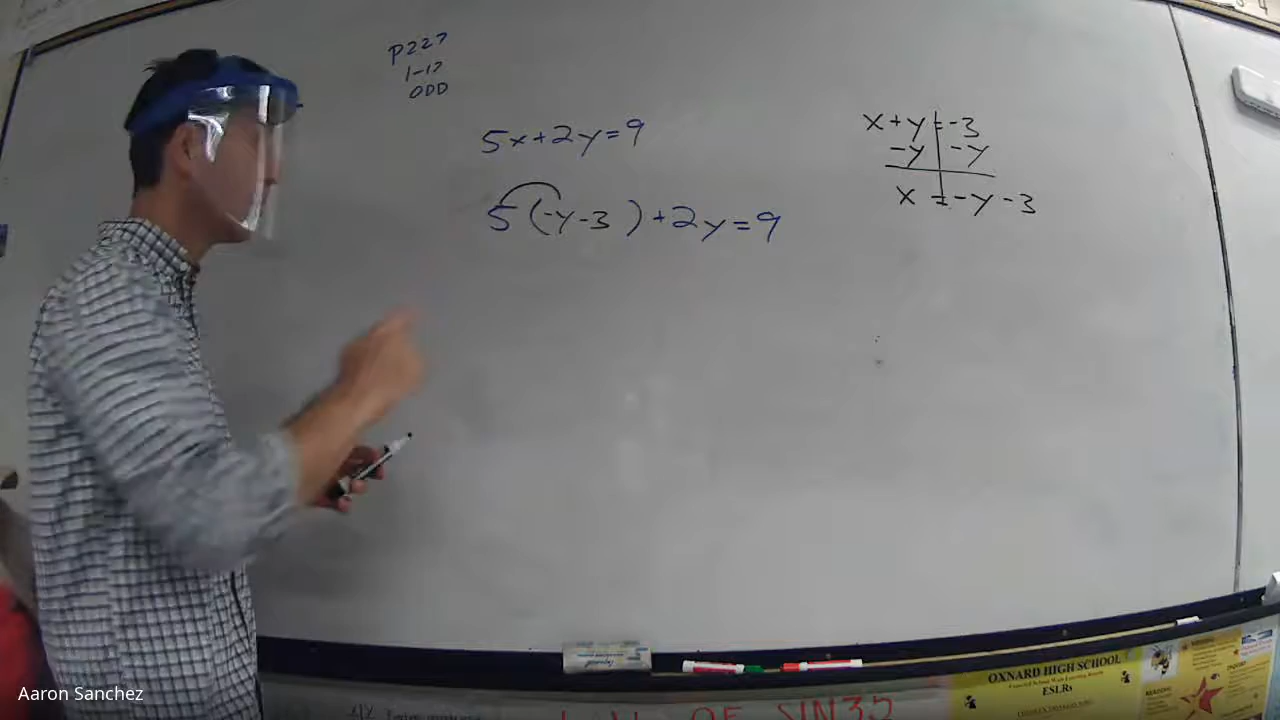 P227
1-17
ODD
5x+2y=9
5(-y-3)+2y=9
x+y=-3
-y -y
x=-y-3
OXNARD HIGH SCHOOL
ESLRs
Aaron Sanchez